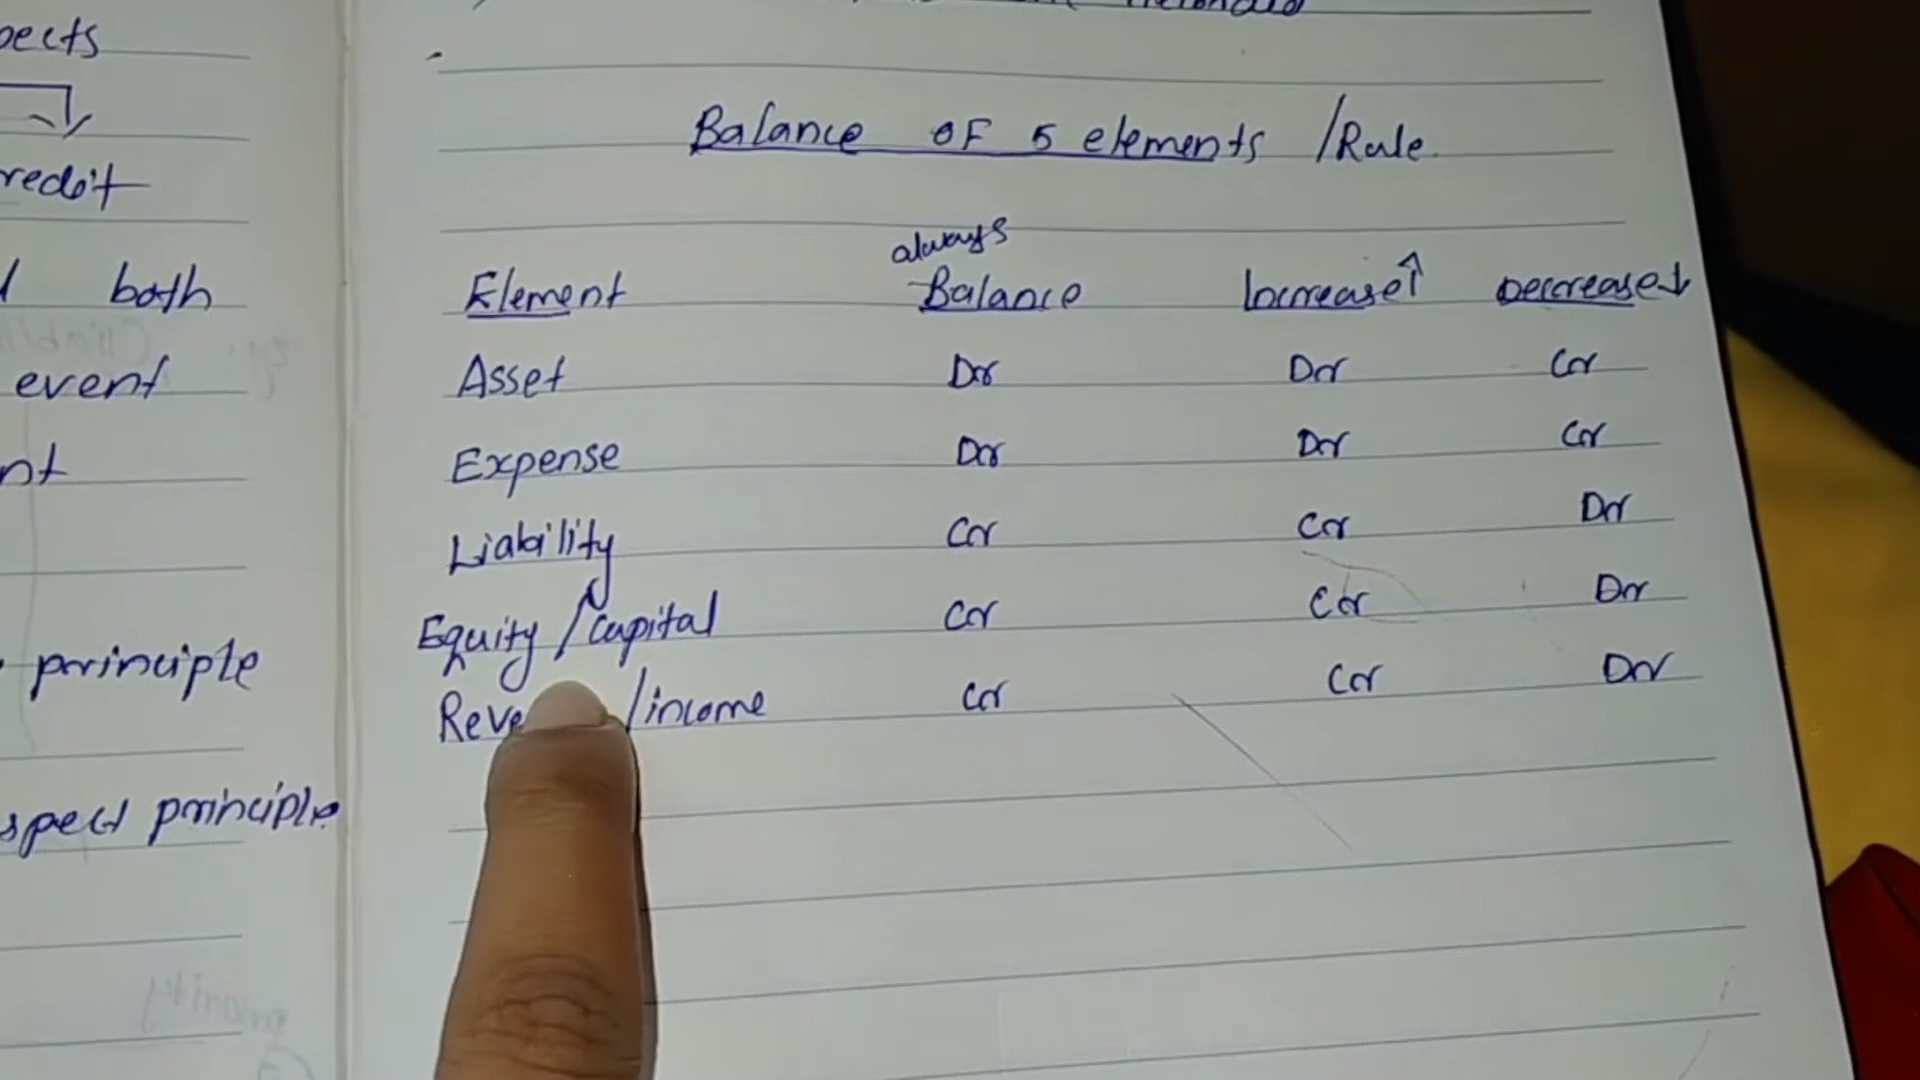 pects
redit
both
event
nt
principle
spect principle
Balance OF 5 elements /Rule.
always
Element Balance Increase↑ Decrease↓
Asset Dr Dr Cr
Expense Dr Dr Cr
Liability Cr Cr Dr
Equity/capital Cr Cr Dr
Reve /income Cr Cr Dr